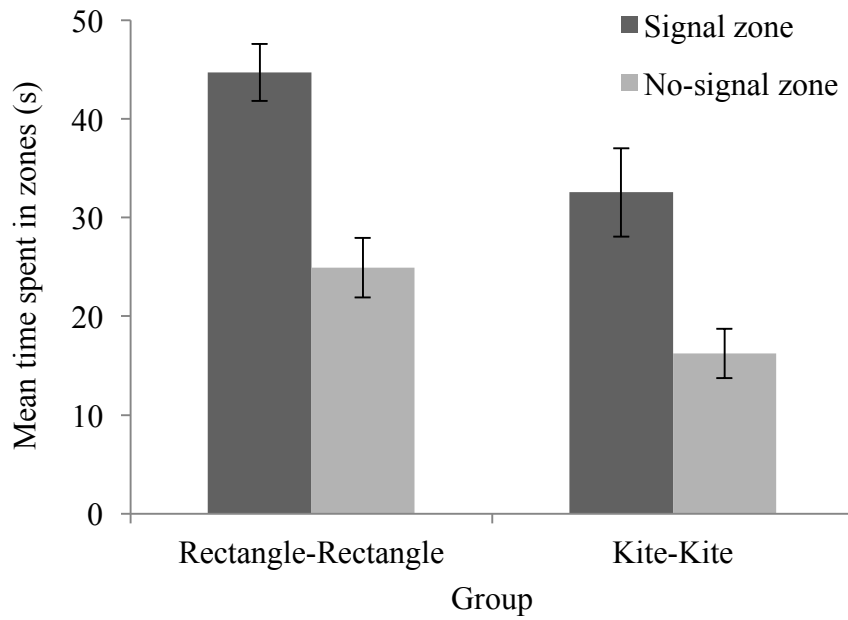 Mean time spent in zones (s)
50
40
30
20
10
0
Signal zone
No-signal zone
Rectangle-Rectangle
Kite-Kite
Group